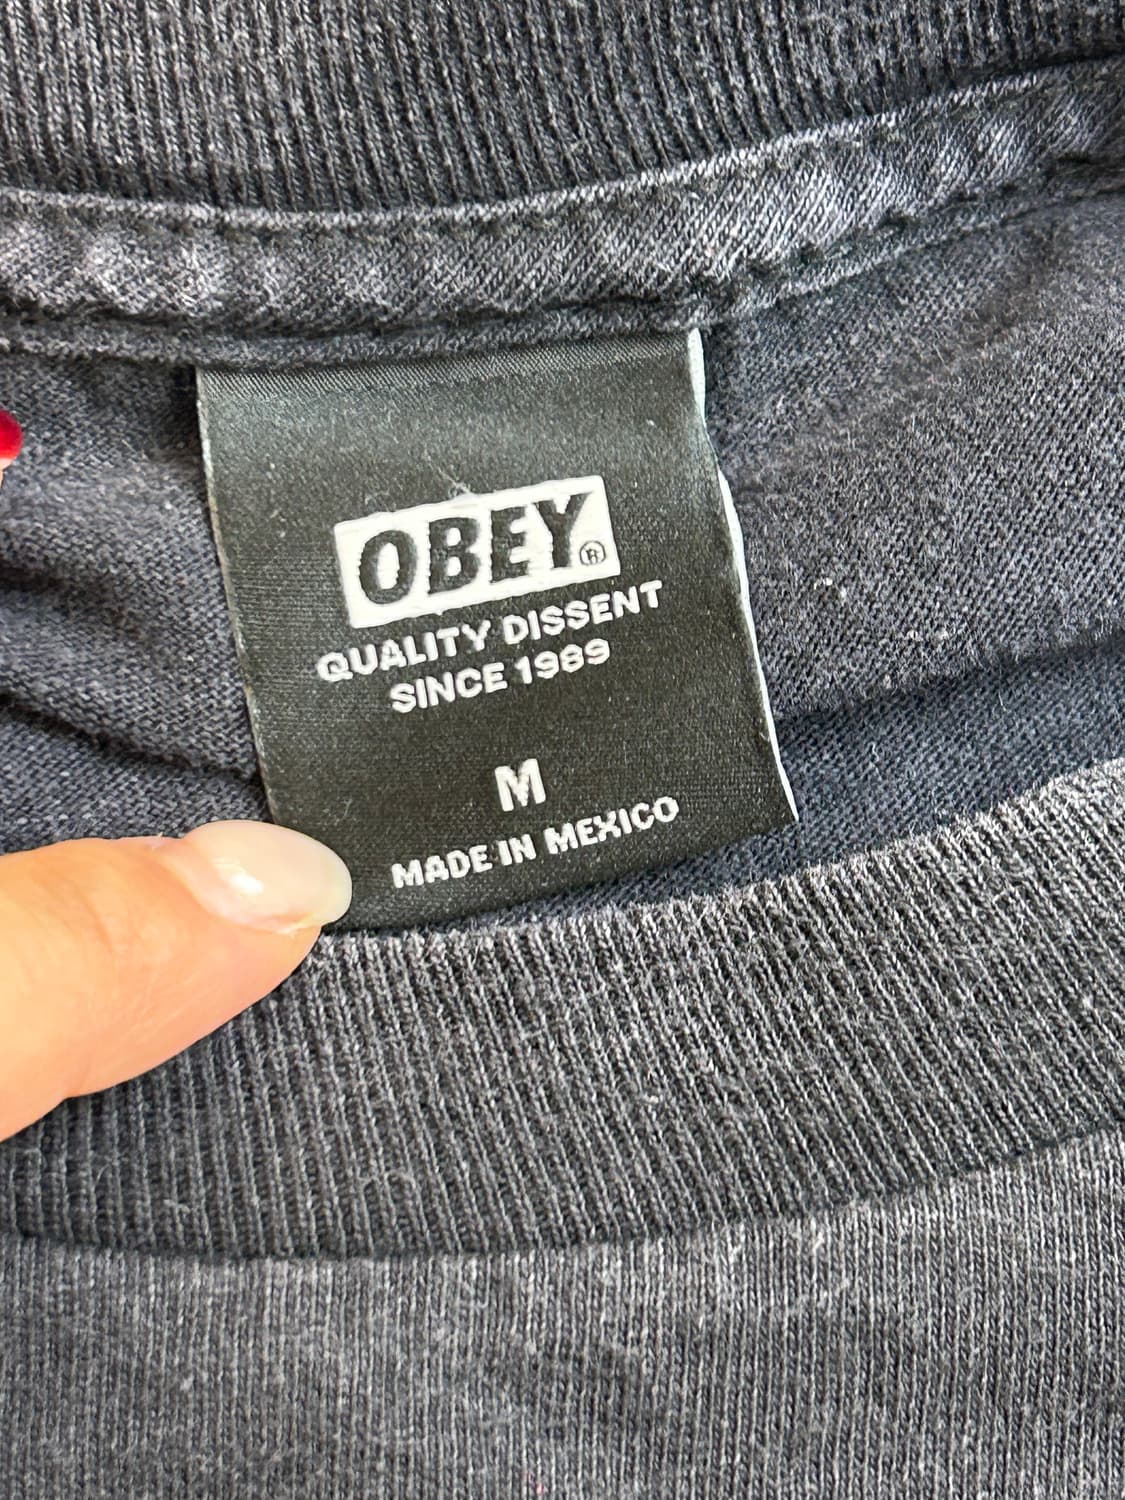 OBEY®
QUALITY DISSENT
SINCE 1989
M
MADE IN MEXICO